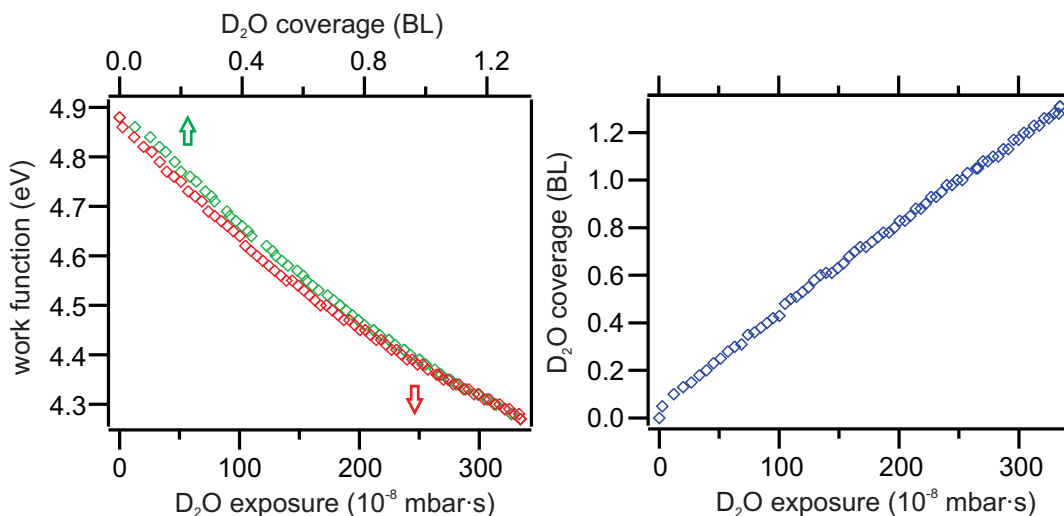 D₂O coverage (BL)
0.0 0.4 0.8 1.2
work function (eV)
4.9
4.8
4.7
4.6
4.5
4.4
4.3
0 100 200 300
D₂O exposure (10⁻⁸ mbar·s)
D₂O coverage (BL)
1.2
1.0
0.8
0.6
0.4
0.2
0.0
0 100 200 300
D₂O exposure (10⁻⁸ mbar·s)